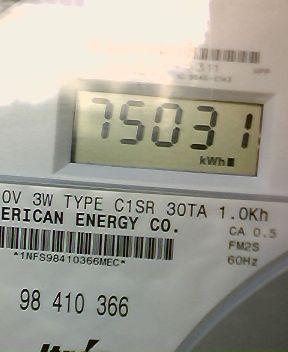 311
75031
kWh
0V 3W TYPE C1SR 30TA 1.0Kh
ERICAN ENERGY CO. CA 0.5
FM2S
*1NFS98410366MEC* 60Hz
98 410 366